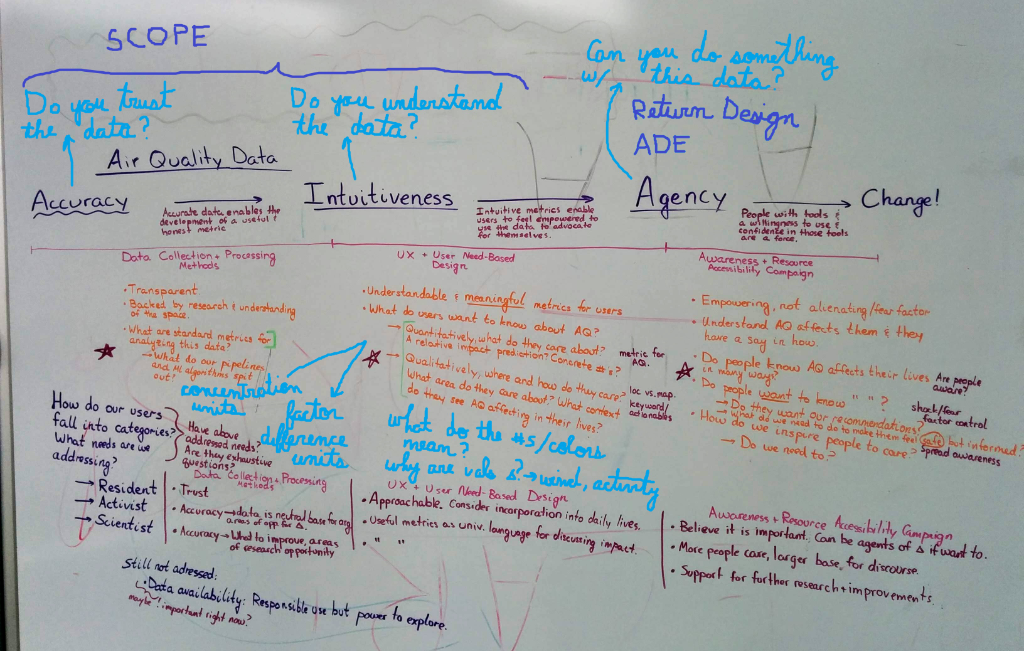 SCOPE
Can you do something
w/ this data?
Do you trust
the data?
Do you understand
the data?
Return Design
ADE
Air Quality Data
Accuracy
Accurate data enables the
development of a useful &
honest metric
Intuitiveness
Intuitive metrics enable
users to feel empowered to
use the data to advocate
for themselves.
Agency
People with tools &
a willingness to use &
confidence in those tools
are a force.
Change!
Data Collection + Processing
Methods
UX + User Need-Based
Design
Awareness + Resource
Accessibility Campaign
• Transparent
• Backed by research & understanding
of the space.
• What are standard metrics for
analyzing this data?
→ What do our pipelines,
and ML algorithms spit
out?
concentration
units
factor
difference
units
• Understandable & meaningful metrics for users
• What do users want to know about AQ?
→ Quantitatively, what do they care about?
A relative impact prediction? Concrete #'s?
→ Qualitatively, where and how do they care?
What area do they care about? What context
do they see AQ affecting in their lives?
metric for
AQ.
loc vs. map.
keyword/
actionables
what do the #s/colors
mean?
why are vals Δ? → wind, activity
• Empowering, not alienating/fear factor
• Understand AQ affects them & they
have a say in how.
• Do people know AQ affects their lives
in many ways?
Are people
aware?
• Do people want to know " " ?
→ Do they want our recommendations?
→ What do we need to do to make them feel safe but informed?
shock/fear
factor control
• How do we inspire people to care?
Spread awareness
→ Do we need to?
How do our users
fall into categories?
What needs are we
addressing?
→ Resident
→ Activist
→ Scientist
Have above
addressed needs?
Are they exhaustive
questions?
Data Collection + Processing
Methods
• Trust
• Accuracy → data is neutral base for arg
areas of opp for Δ.
• Accuracy → What to improve, areas
of research opportunity
UX + User Need-Based Design
• Approachable. Consider incorporation into daily lives.
• Useful metrics as univ. language for discussing impact.
• " "
Awareness + Resource Accessibility Campaign
• Believe it is important. Can be agents of Δ if want to.
• More people care, larger base, for discourse.
• Support for further research + improvements.
Still not adressed:
• Data availability: Responsible use but power to explore.
maybe ! important right now?